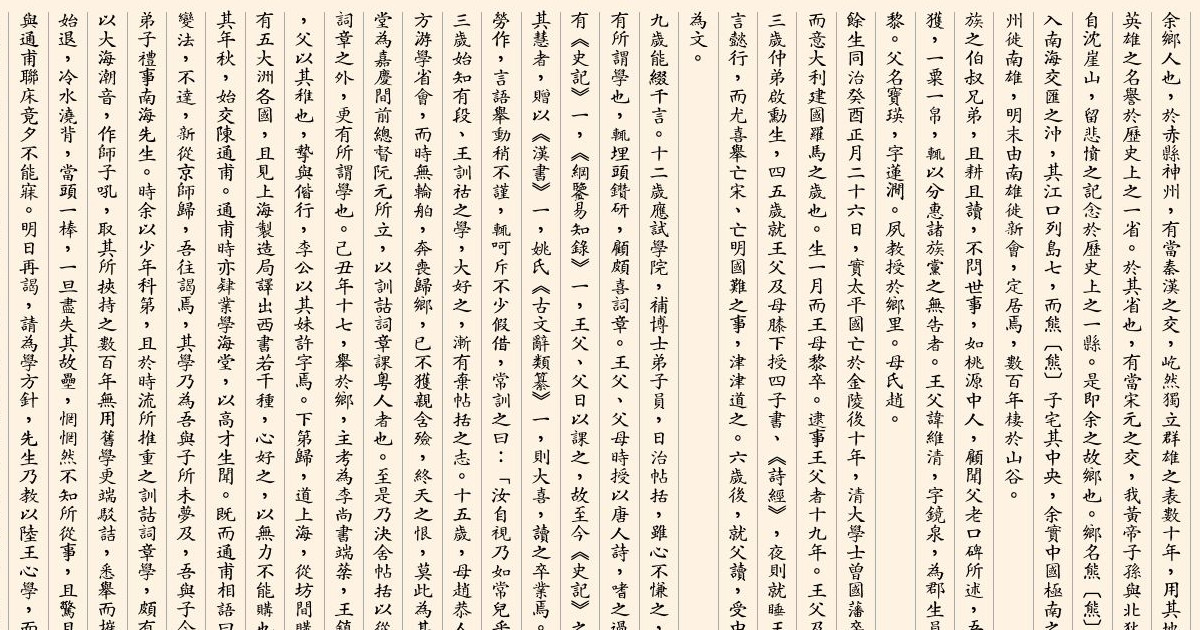 余鄉人也,於赤縣神州,有當秦漢之交,屹然獨立群雄之表數十年,用其地
英雄之名譽於歷史上之一省。於其省也,有當宋元之交,我黃帝子孫與北狄
自沈崖山,留悲憤之記念於歷史上之一縣。是即余之故鄉也。鄉名熊〔熊〕
入南海交匯之沖,其江口列島七,而熊〔熊〕子宅其中央,余實中國極南之
州徙南雄,明末由南雄徙新會,定居焉,數百年棲於山谷。
族之伯叔兄弟,且耕且讀,不問世事,如桃源中人,顧聞父老口碑所述,吾
獲,一粟一帛,輒以分惠諸族黨之無告者。王父諱維清,字鏡泉,為郡生員
黎。父名寶瑛,字蓮澗。夙教授於鄉里。母氏趙。
餘生同治癸酉正月二十六日,實太平國亡於金陵後十年,清大學士曾國藩卒
而意大利建國羅馬之歲也。生一月而王母黎卒。逮事王父者十九年。王父及
三歲仲弟啟勳生,四五歲就王父及母膝下授四子書、《詩經》,夜則就睡王
言懿行,而尤喜舉亡宋、亡明國難之事,津津道之。六歲後,就父讀,受中
為文。
九歲能綴千言。十二歲應試學院,補博士弟子員,日治帖括,雖心不慊之,
有所謂學也,輒埋頭鑽研,顧頗喜詞章。王父、父母時授以唐人詩,嗜之過
有《史記》一,《綱鑒易知錄》一,王父、父日以課之,故至今《史記》之
其慧者,贈以《漢書》一,姚氏《古文辭類纂》一,則大喜,讀之卒業焉。
勞作,言語舉動稍不謹,輒呵斥不少假借,常訓之曰:「汝自視乃如常兒乎
三歲始知有段、王訓詁之學,大好之,漸有棄帖括之志。十五歲,母趙恭人
方游學省會,而時無輪舶,奔喪歸鄉,已不獲親含殮,終天之恨,莫此為甚
堂為嘉慶間前總督阮元所立,以訓詁詞章課粵人者也。至是乃決舍帖括以從
詞章之外,更有所謂學也。己丑年十七,舉於鄉,主考為李尚書端棻,王鎮
,父以其稚也,摯與偕行,李公以其妹許字焉。下第歸,道上海,從坊間購
有五大洲各國,且見上海製造局譯出西書若干種,心好之,以無力不能購也
其年秋,始交陳通甫。通甫時亦肄業學海堂,以高才生聞。既而通甫相語曰
變法,不達,新從京師歸,吾往謁焉,其學乃為吾與子所未夢及,吾與子今
弟子禮事南海先生。時余以少年科第,且於時流所推重之訓詁詞章學,頗有
以大海潮音,作師子吼,取其所挾持之數百年無用舊學更端駁詰,悉舉而摧
始退,冷水澆背,當頭一棒,一旦盡失其故壘,惘惘然不知所從事,且驚且
與通甫聯床竟夕不能寐。明日再謁,請為學方針,先生乃教以陸王心學,而